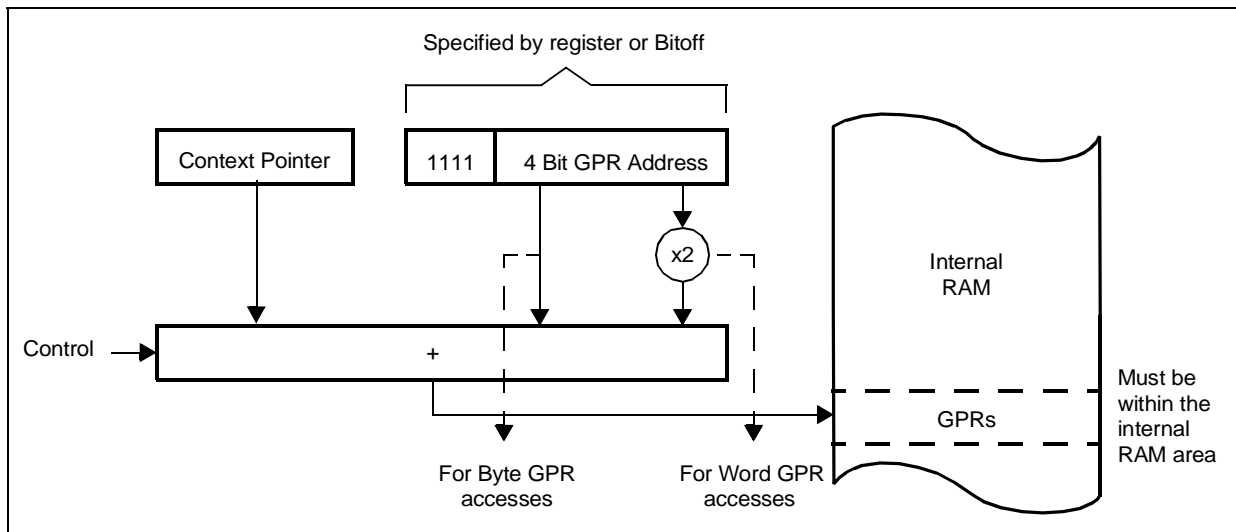 Specified by register or Bitoff
Context Pointer
1111
4 Bit GPR Address
x2
Internal
RAM
Control
+
GPRs
Must be
within the
internal
RAM area
For Byte GPR
accesses
For Word GPR
accesses